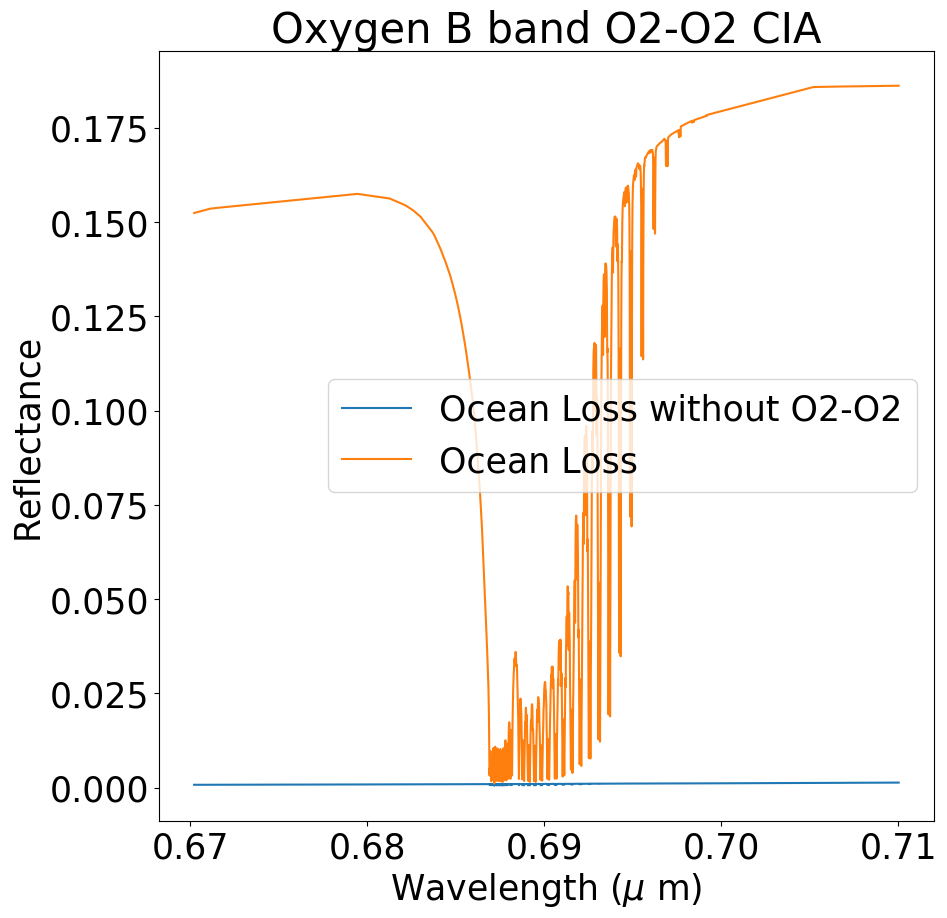 Oxygen B band O2-O2 CIA
0.175
0.150
0.125
0.100
0.075
0.050
0.025
0.000
Reflectance
Ocean Loss without O2-O2
Ocean Loss
0.67 0.68 0.69 0.70 0.71
Wavelength (μ m)